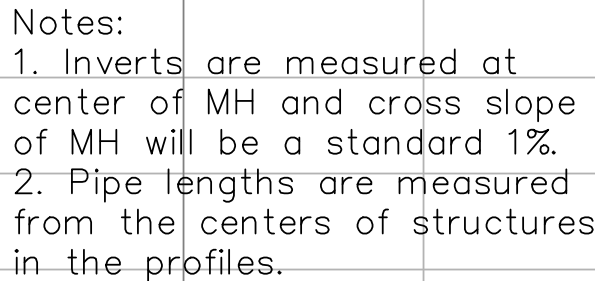 Notes:
1. Inverts are measured at
center of MH and cross slope
of MH will be a standard 1%.
2. Pipe lengths are measured
from the centers of structures
in the profiles.